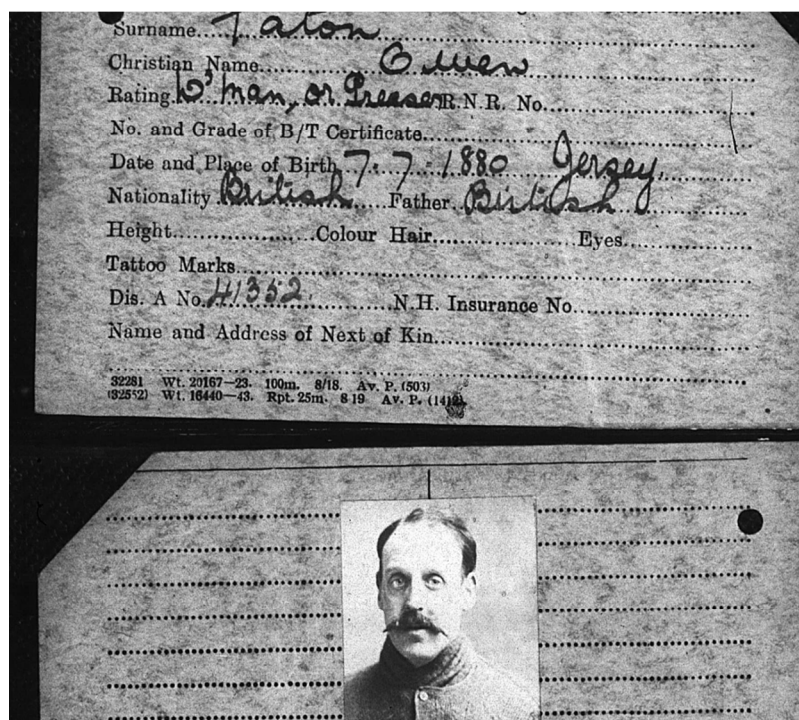 Surname....Paton
Christian Name....Owen
Rating W'man, or Greaser R.N.R. No.
No. and Grade of B/T Certificate
Date and Place of Birth 7-7-1880 Jersey.
Nationality British Father British
Height Colour Hair Eyes
Tattoo Marks
Dis. A No. 41352 N.H. Insurance No
Name and Address of Next of Kin
32281 Wt. 20167—23. 100m. 8/18. Av. P. (503)
(32552) Wt. 16440—43. Rpt. 25m. 8 19 Av. P. (1412)